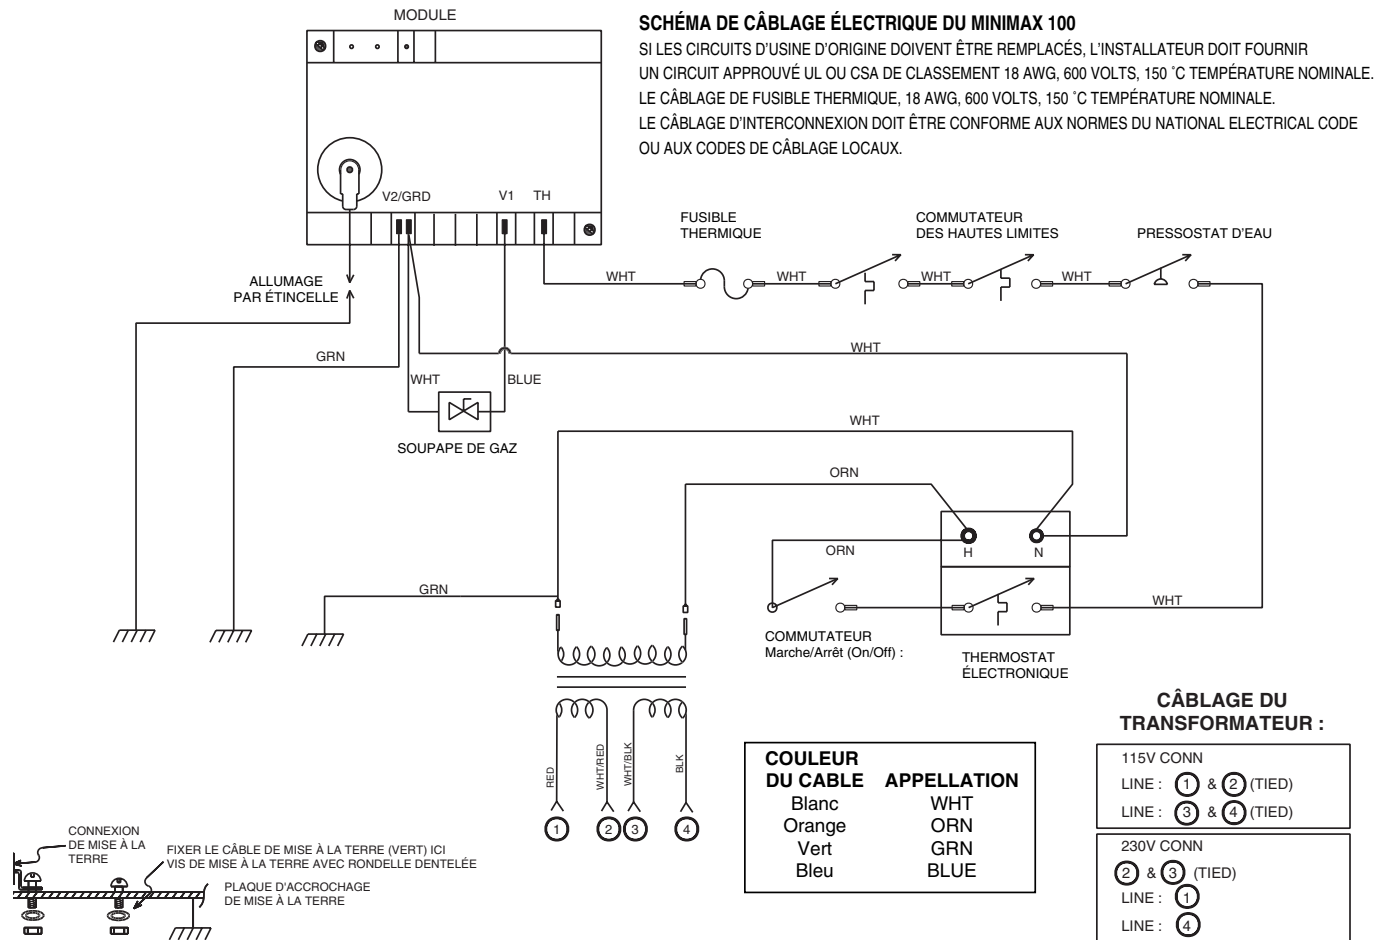 MODULE
SCHÉMA DE CÂBLAGE ÉLECTRIQUE DU MINIMAX 100
SI LES CIRCUITS D'USINE D'ORIGINE DOIVENT ÊTRE REMPLACÉS, L'INSTALLATEUR DOIT FOURNIR
UN CIRCUIT APPROUVÉ UL OU CSA DE CLASSEMENT 18 AWG, 600 VOLTS, 150 ˚C TEMPÉRATURE NOMINALE.
LE CÂBLAGE DE FUSIBLE THERMIQUE, 18 AWG, 600 VOLTS, 150 ˚C TEMPÉRATURE NOMINALE.
LE CÂBLAGE D'INTERCONNEXION DOIT ÊTRE CONFORME AUX NORMES DU NATIONAL ELECTRICAL CODE
OU AUX CODES DE CÂBLAGE LOCAUX.
V2/GRD
V1
TH
FUSIBLE
THERMIQUE
COMMUTATEUR
DES HAUTES LIMITES
PRESSOSTAT D'EAU
WHT
WHT
WHT
WHT
ALLUMAGE
PAR ÉTINCELLE
GRN
WHT
BLUE
WHT
SOUPAPE DE GAZ
WHT
ORN
ORN
H
N
GRN
WHT
COMMUTATEUR
Marche/Arrêt (On/Off) :
THERMOSTAT
ÉLECTRONIQUE
RED
WHT/RED
WHT/BLK
BLK
1
2
3
4
COULEUR
DU CABLE APPELLATION
Blanc WHT
Orange ORN
Vert GRN
Bleu BLUE
CÂBLAGE DU
TRANSFORMATEUR :
115V CONN
LINE : 1 & 2 (TIED)
LINE : 3 & 4 (TIED)
230V CONN
2 & 3 (TIED)
LINE : 1
LINE : 4
CONNEXION
DE MISE À LA
TERRE
FIXER LE CÂBLE DE MISE À LA TERRE (VERT) ICI
VIS DE MISE À LA TERRE AVEC RONDELLE DENTELÉE
PLAQUE D'ACCROCHAGE
DE MISE À LA TERRE